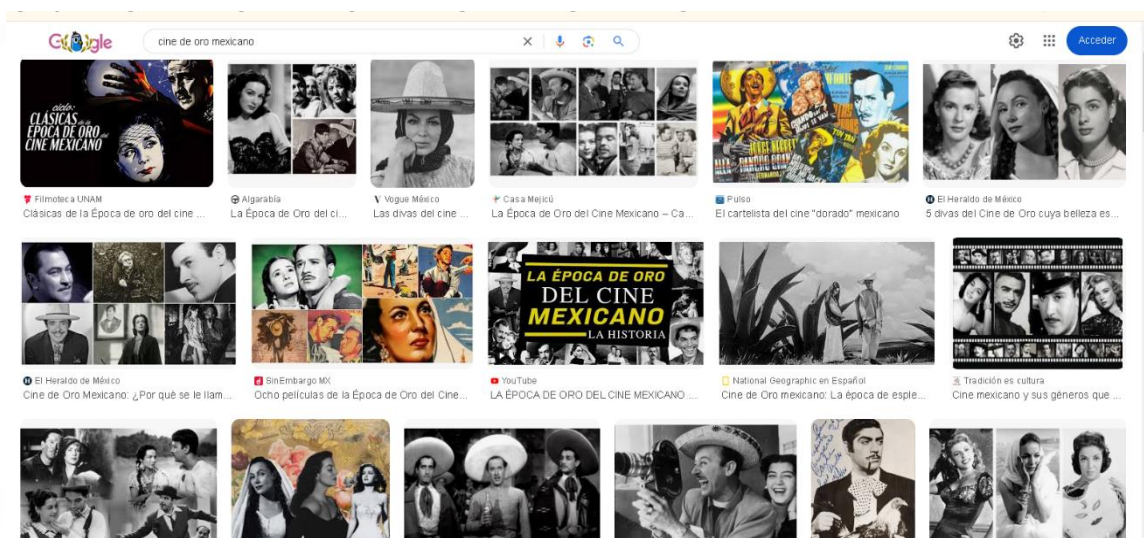 Google
cine de oro mexicano
Acceder
ciclo:
CLÁSICAS de la
ÉPOCA DE ORO del
CINE MEXICANO
Filmoteca UNAM
Clásicas de la Época de oro del cine ...
Algarabía
La Época de Oro del ci...
Vogue México
Las divas del cine ...
Casa Mejicú
La Época de Oro del Cine Mexicano – Ca...
JORGE NEGRETE
Pulso
El cartelista del cine "dorado" mexicano
El Heraldo de México
5 divas del Cine de Oro cuya belleza es...
El Heraldo de México
Cine de Oro Mexicano: ¿Por qué se le llam...
SinEmbargo MX
Ocho películas de la Época de Oro del Cine...
LA ÉPOCA DE ORO
DEL CINE
MEXICANO
LA HISTORIA
YouTube
LA ÉPOCA DE ORO DEL CINE MEXICANO ...
National Geographic en Español
Cine de Oro mexicano: La época de esple...
Tradición es cultura
Cine mexicano y sus géneros que ...